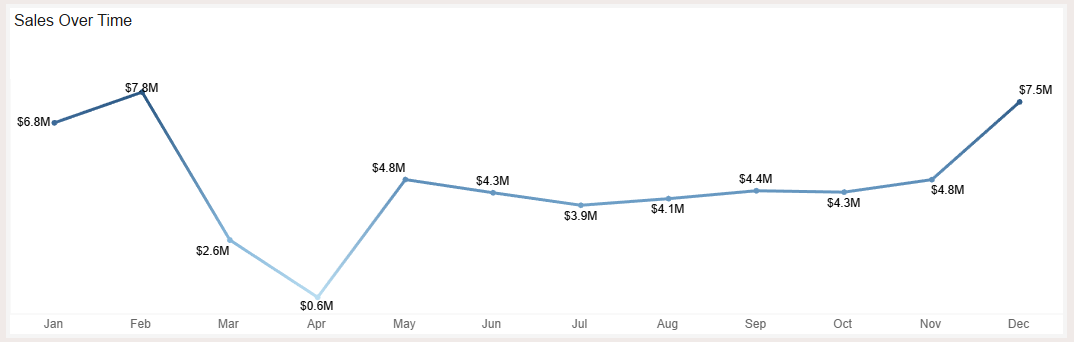 Sales Over Time
$6.8M
$7.8M
$2.6M
$0.6M
$4.8M
$4.3M
$3.9M
$4.1M
$4.4M
$4.3M
$4.8M
$7.5M
Jan Feb Mar Apr May Jun Jul Aug Sep Oct Nov Dec